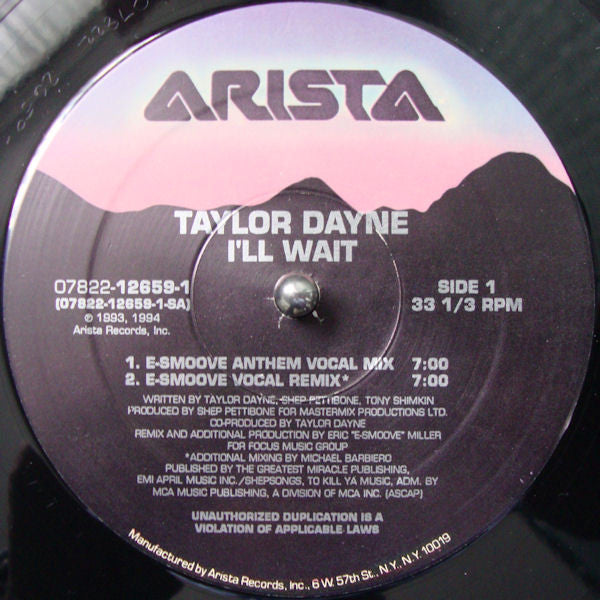 ARISTA
TAYLOR DAYNE
I'LL WAIT
07822-12659-1
(07822-12659-1-SA)
℗ 1993, 1994
Arista Records, Inc.
SIDE 1
33 1/3 RPM
1. E-SMOOVE ANTHEM VOCAL MIX 7:00
2. E-SMOOVE VOCAL REMIX* 7:00
WRITTEN BY TAYLOR DAYNE, SHEP PETTIBONE, TONY SHIMKIN
PRODUCED BY SHEP PETTIBONE FOR MASTERMIX PRODUCTIONS LTD.
CO-PRODUCED BY TAYLOR DAYNE
REMIX AND ADDITIONAL PRODUCTION BY ERIC "E-SMOOVE" MILLER
FOR FOCUS MUSIC GROUP
*ADDITIONAL MIXING BY MICHAEL BARBIERO
PUBLISHED BY THE GREATEST MIRACLE PUBLISHING,
EMI APRIL MUSIC INC./SHEPSONGS, TO KILL YA MUSIC, ADM. BY
MCA MUSIC PUBLISHING, A DIVISION OF MCA INC. (ASCAP)
UNAUTHORIZED DUPLICATION IS A
VIOLATION OF APPLICABLE LAWS
Manufactured by Arista Records, Inc., 6 W. 57th St., N.Y., N.Y. 10019